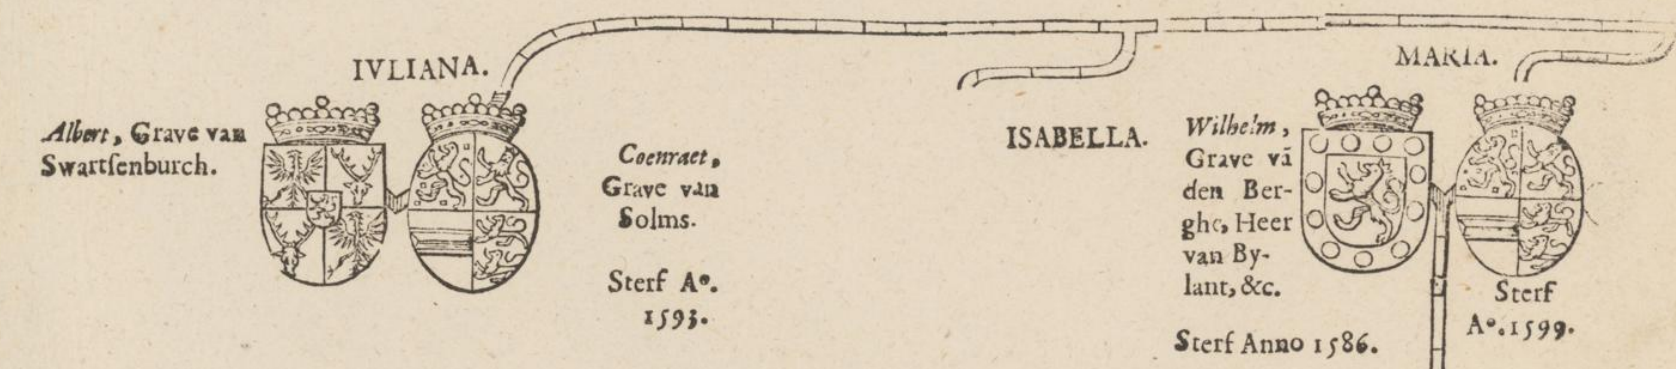 IVLIANA.
Albert, Grave van
Swartsenburch.
Coenraet,
Grave van
Solms.
Sterf Aº.
1593.
ISABELLA.
MARIA.
Wilhelm,
Grave vā
den Ber-
ghe, Heer
van By-
lant, &c.
Sterf Anno 1586.
Sterf
Aº. 1599.